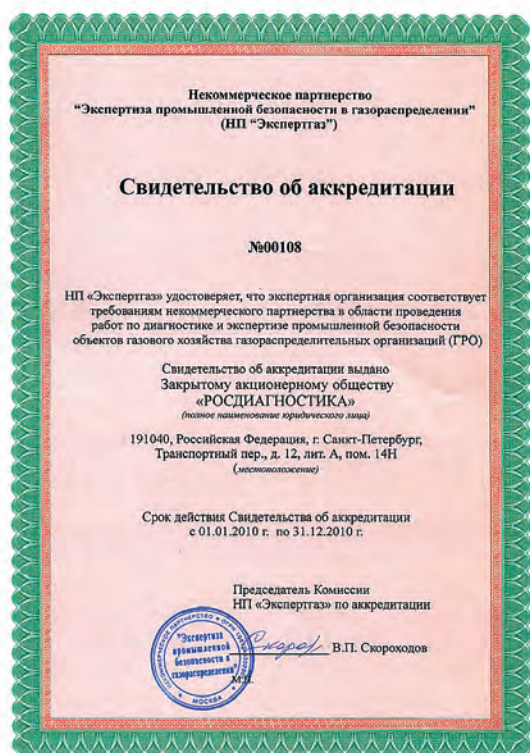 Некоммерческое партнерство
"Экспертиза промышленной безопасности в газораспределении"
(НП "Экспертгаз")
Свидетельство об аккредитации
№00108
НП «Экспертгаз» удостоверяет, что экспертная организация соответствует
требованиям некоммерческого партнерства в области проведения
работ по диагностике и экспертизе промышленной безопасности
объектов газового хозяйства газораспределительных организаций (ГРО)
Свидетельство об аккредитации выдано
Закрытому акционерному обществу
«РОСДИАГНОСТИКА»
(полное наименование юридического лица)
191040, Российская Федерация, г. Санкт-Петербург,
Транспортный пер., д. 12, лит. А, пом. 14Н
(местоположение)
Срок действия Свидетельства об аккредитации
с 01.01.2010 г. по 31.12.2010 г.
Председатель Комиссии
НП «Экспертгаз» по аккредитации
В.П. Скороходов
М.П.
НЕКОММЕРЧЕСКОЕ ПАРТНЕРСТВО
"Экспертиза
промышленной
безопасности в
газораспределении"
МОСКВА